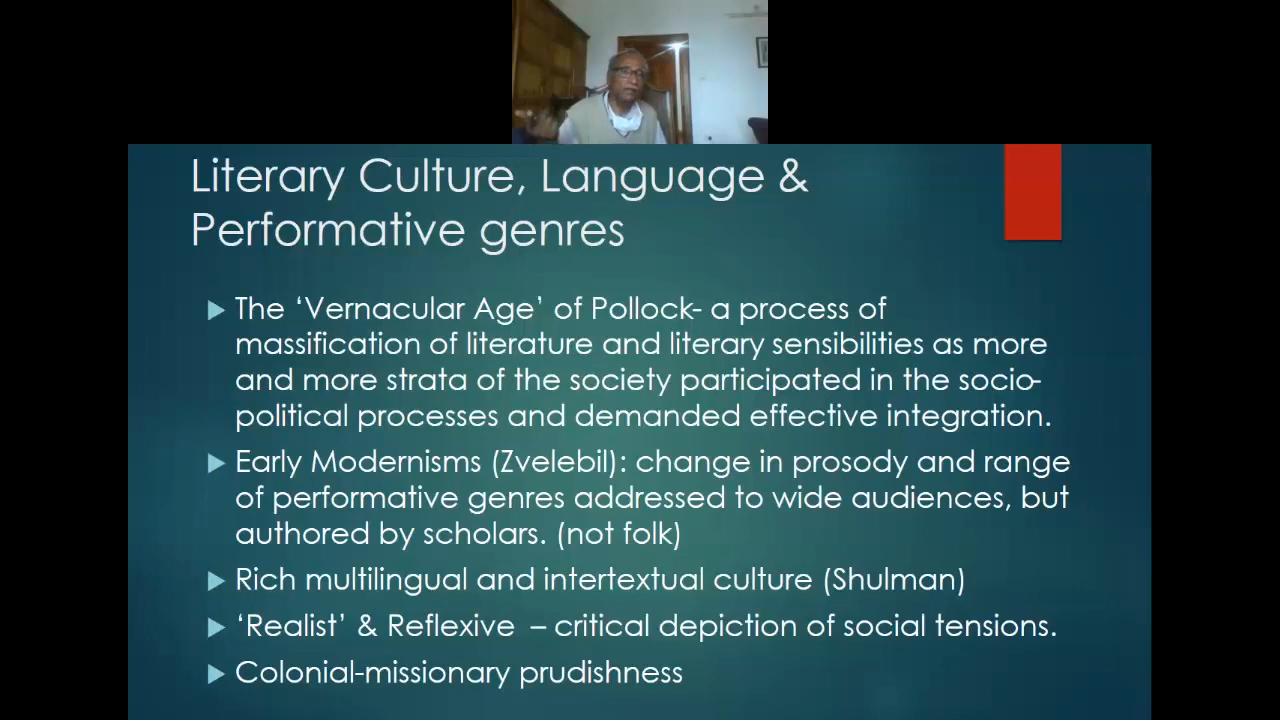 Literary Culture, Language &
Performative genres
The ‘Vernacular Age’ of Pollock- a process of
massification of literature and literary sensibilities as more
and more strata of the society participated in the socio-
political processes and demanded effective integration.
Early Modernisms (Zvelebil): change in prosody and range
of performative genres addressed to wide audiences, but
authored by scholars. (not folk)
Rich multilingual and intertextual culture (Shulman)
‘Realist’ & Reflexive – critical depiction of social tensions.
Colonial-missionary prudishness